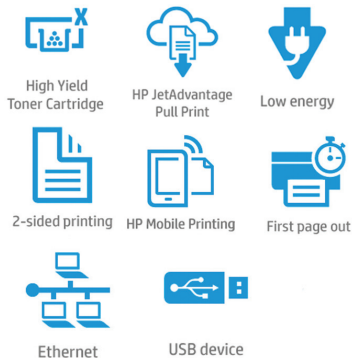 High Yield
Toner Cartridge
HP JetAdvantage
Pull Print
Low energy
2-sided printing
HP Mobile Printing
First page out
Ethernet
USB device